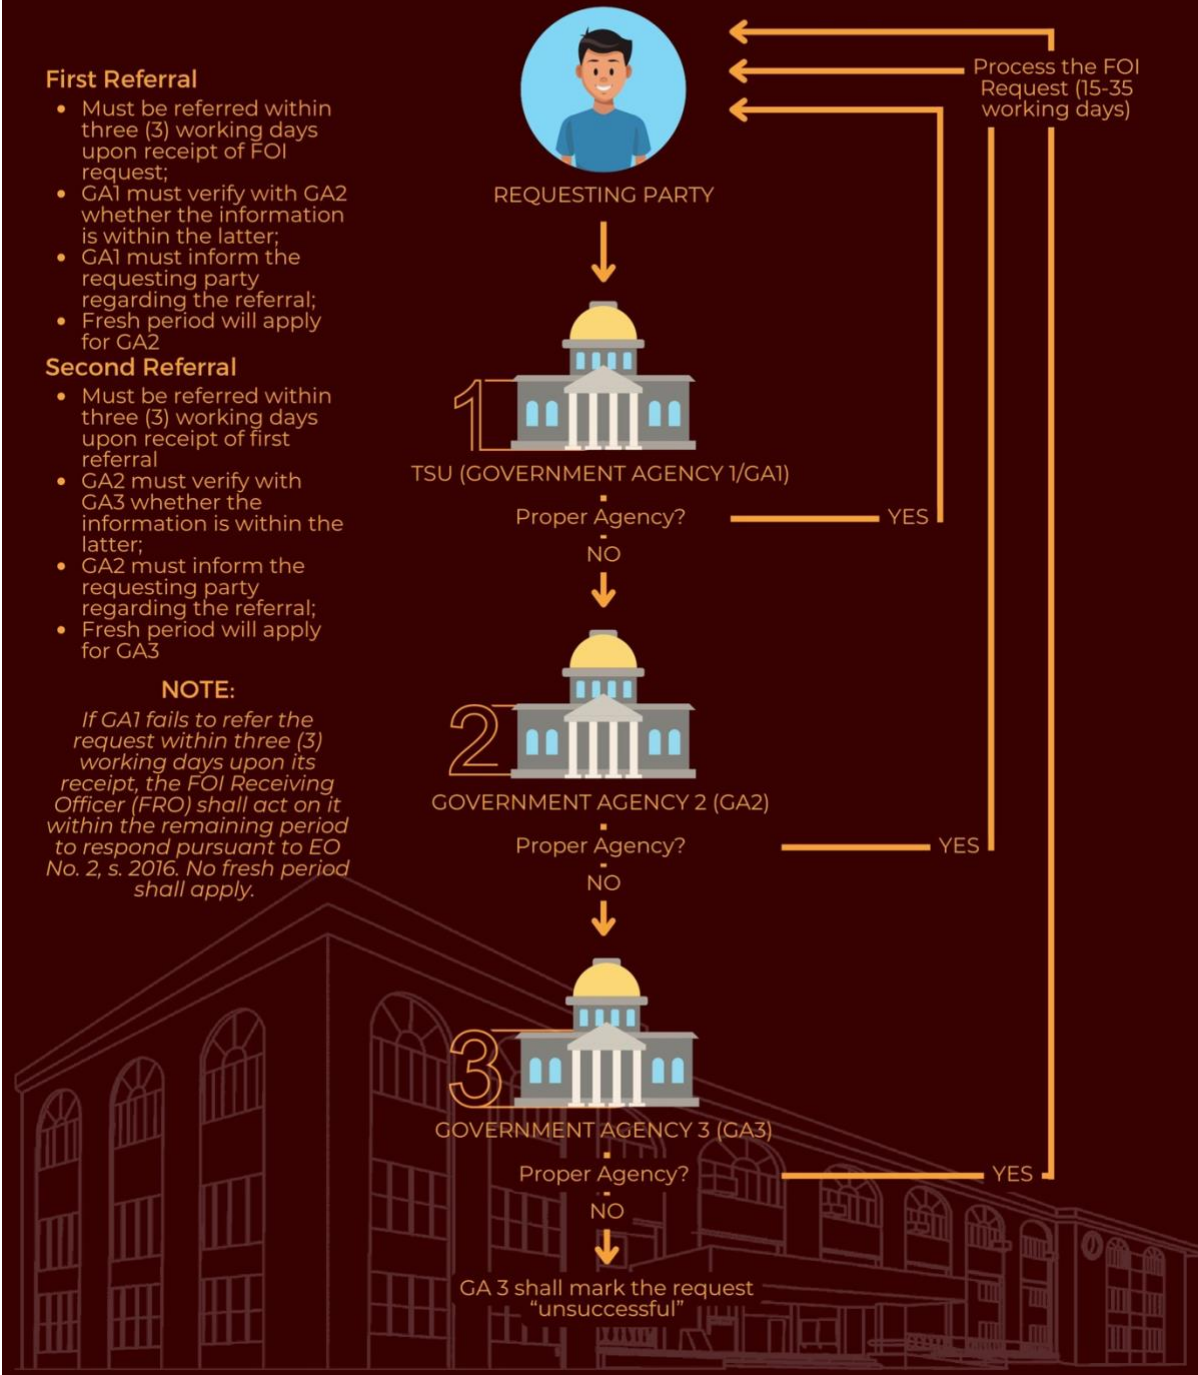 First Referral
• Must be referred within
three (3) working days
upon receipt of FOI
request;
• GA1 must verify with GA2
whether the information
is within the latter;
• GA1 must inform the
requesting party
regarding the referral;
• Fresh period will apply
for GA2
Second Referral
• Must be referred within
three (3) working days
upon receipt of first
referral
• GA2 must verify with
GA3 whether the
information is within the
latter;
• GA2 must inform the
requesting party
regarding the referral;
• Fresh period will apply
for GA3
NOTE:
If GA1 fails to refer the
request within three (3)
working days upon its
receipt, the FOI Receiving
Officer (FRO) shall act on it
within the remaining period
to respond pursuant to EO
No. 2, s. 2016. No fresh period
shall apply.
REQUESTING PARTY
1
TSU (GOVERNMENT AGENCY 1/GA1)
Proper Agency?
YES
NO
2
GOVERNMENT AGENCY 2 (GA2)
Proper Agency?
YES
NO
3
GOVERNMENT AGENCY 3 (GA3)
Proper Agency?
YES
NO
GA 3 shall mark the request
“unsuccessful”
Process the FOI
Request (15-35
working days)